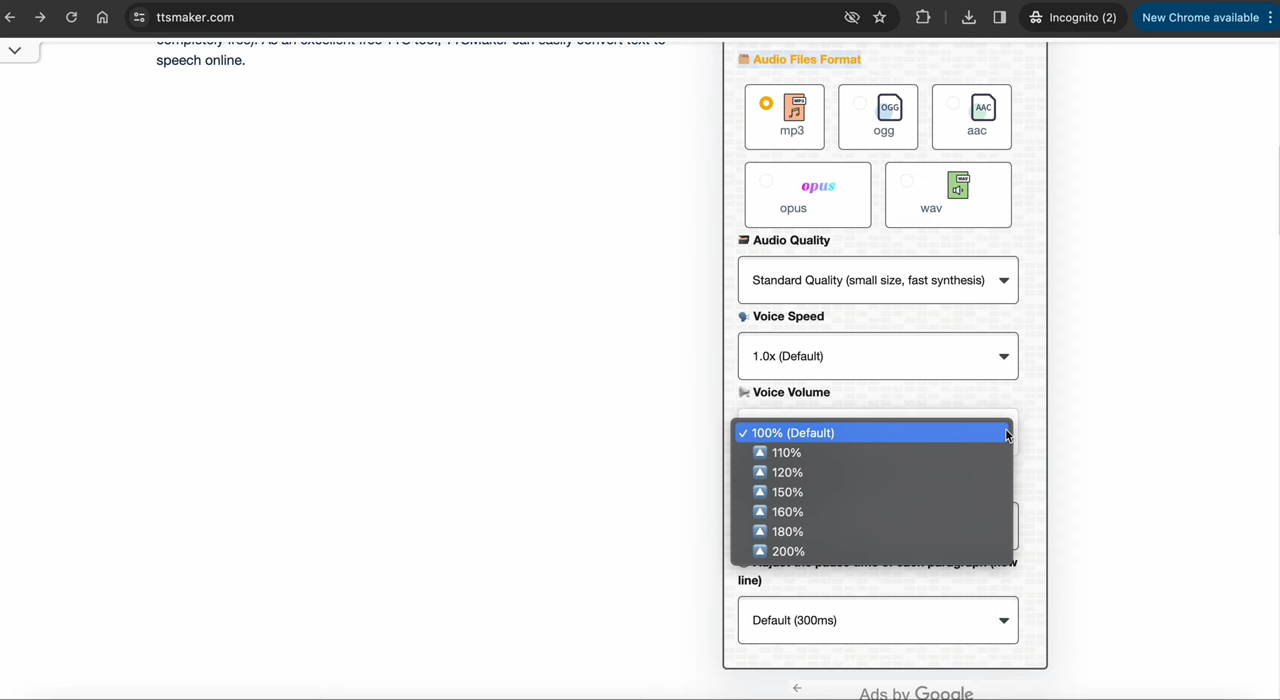 ttsmaker.com
Incognito (2)
New Chrome available
speech online.
Audio Files Format
MP3
OGG
AAC
mp3
ogg
aac
opus
WAV
opus
wav
Audio Quality
Standard Quality (small size, fast synthesis)
Voice Speed
1.0x (Default)
Voice Volume
✓ 100% (Default)
110%
120%
150%
160%
180%
200%
line)
Default (300ms)
Ads by Google